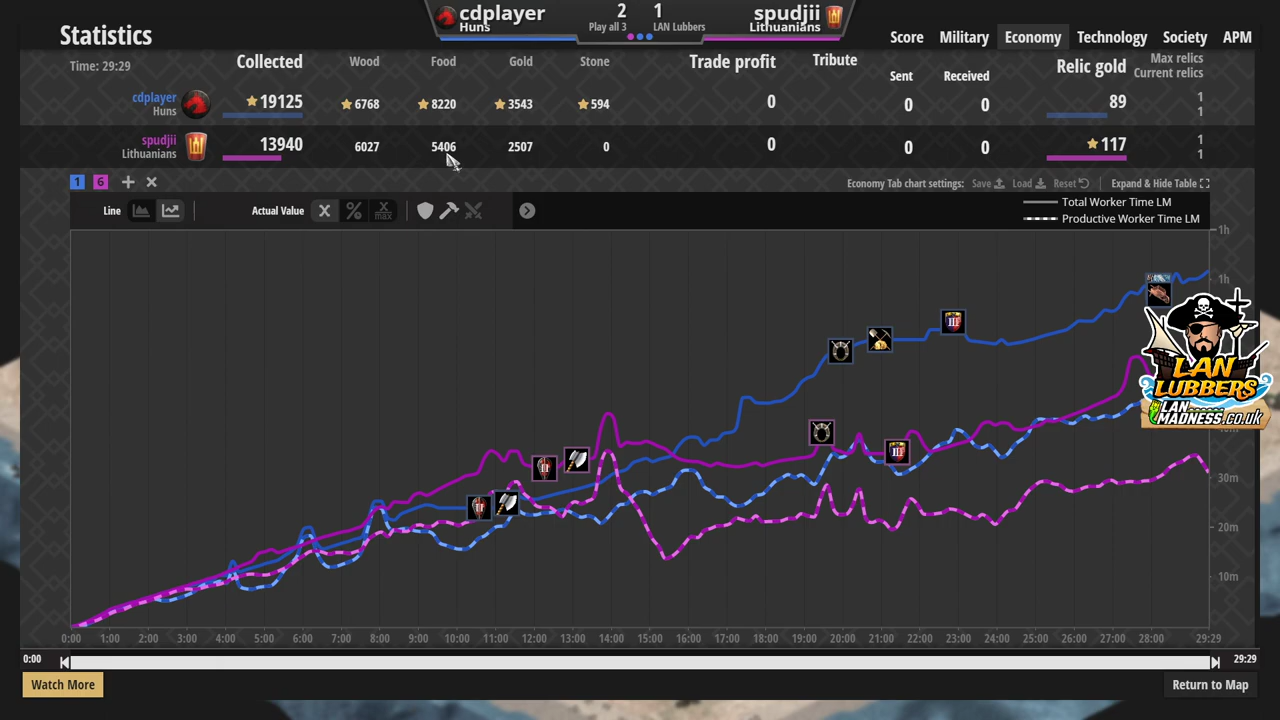 cdplayer
Huns
2
1
Play all 3
LAN Lubbers
spudjii
Lithuanians
Statistics
Score Military Economy Technology Society APM
Time: 29:29
Collected Wood Food Gold Stone Trade profit Tribute Sent Received Relic gold Max relics
Current relics
cdplayer
Huns
19125 6768 8220 3543 594 0 0 0 89 1
1
spudjii
Lithuanians
13940 6027 5406 2507 0 0 0 0 117 1
1
1 6
Economy Tab chart settings: Save Load Reset Expand & Hide Table
Line Actual Value X % X
max
Total Worker Time LM
Productive Worker Time LM
1h
1h
30m
20m
10m
II
II
III
III
LAN
LUBBERS
LAN
MADNESS.CO.UK
0:00 1:00 2:00 3:00 4:00 5:00 6:00 7:00 8:00 9:00 10:00 11:00 12:00 13:00 14:00 15:00 16:00 17:00 18:00 19:00 20:00 21:00 22:00 23:00 24:00 25:00 26:00 27:00 28:00 29:29
0:00 29:29
Watch More
Return to Map